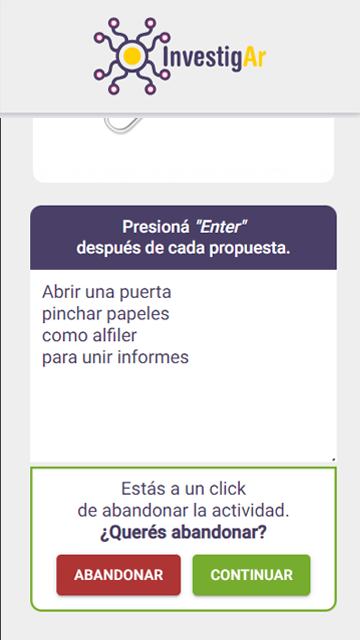 InvestigAr
Presioná "Enter"
después de cada propuesta.
Abrir una puerta
pinchar papeles
como alfiler
para unir informes
Estás a un click
de abandonar la actividad.
¿Querés abandonar?
ABANDONAR
CONTINUAR